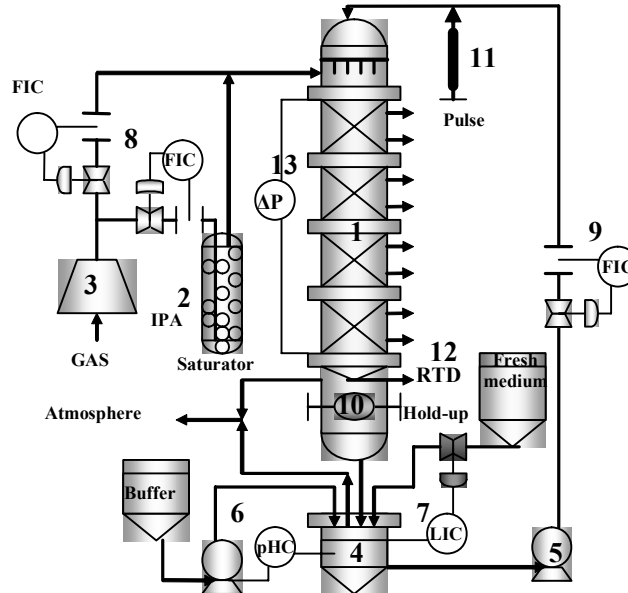 FIC
8
FIC
11
Pulse
13
ΔP
1
9
FIC
3
2
IPA
GAS
Saturator
12
RTD
Fresh
medium
10
Hold-up
Atmosphere
Buffer
6
7
pHC
4
LIC
5